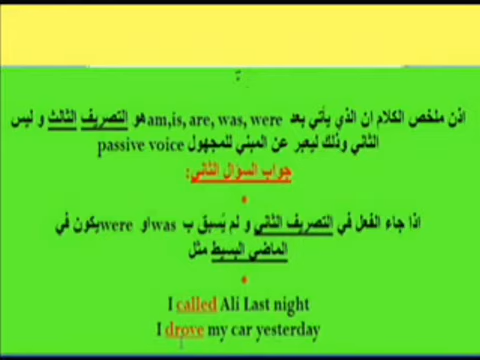 اذن ملخص الكلام ان الذي يأتي بعد am,is, are, was, were هو التصريف الثالث و ليس
الثاني وذلك ليعبر عن المبني للمجهول passive voice
جواب السؤال الثاني:
اذا جاء الفعل في التصريف الثاني و لم يُسبق ب was او were يكون في
الماضي البسيط مثل
I called Ali Last night
I drove my car yesterday